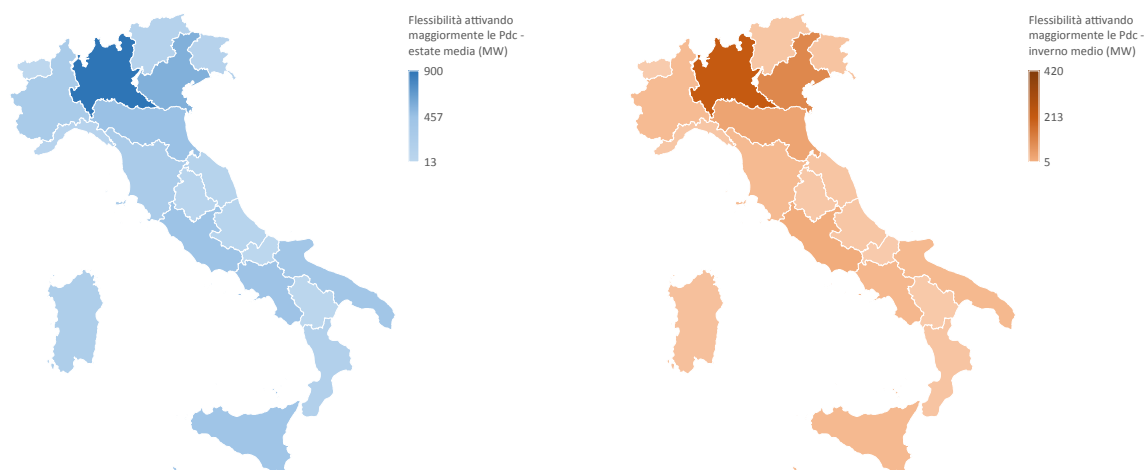 Flessibilità attivando
maggiormente le Pdc -
estate media (MW)
900
457
13
Flessibilità attivando
maggiormente le Pdc -
inverno medio (MW)
420
213
5